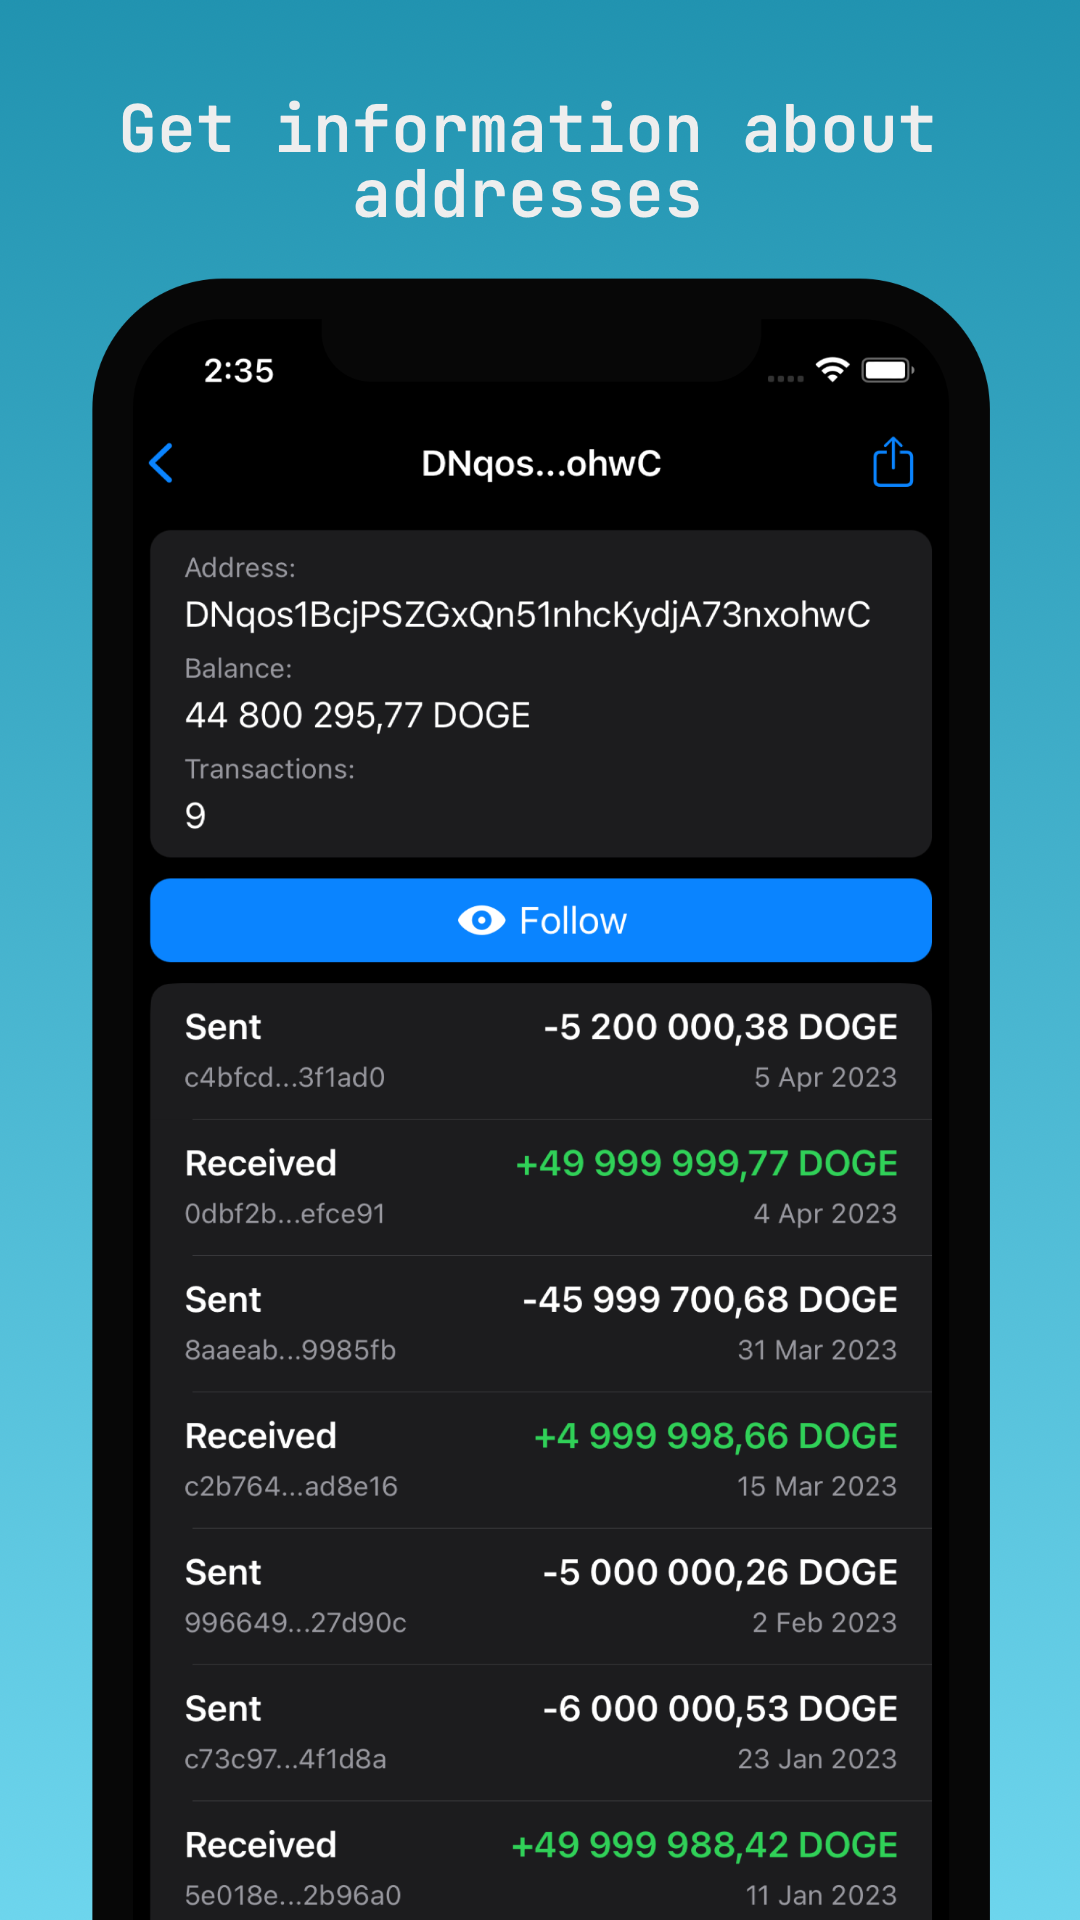 Get information about
addresses
2:35
DNqos...ohwC
Address:
DNqos1BcjPSZGxQn51nhcKydjA73nxohwC
Balance:
44 800 295,77 DOGE
Transactions:
9
Follow
Sent -5 200 000,38 DOGE
c4bfcd...3f1ad0 5 Apr 2023
Received +49 999 999,77 DOGE
0dbf2b...efce91 4 Apr 2023
Sent -45 999 700,68 DOGE
8aaeab...9985fb 31 Mar 2023
Received +4 999 998,66 DOGE
c2b764...ad8e16 15 Mar 2023
Sent -5 000 000,26 DOGE
996649...27d90c 2 Feb 2023
Sent -6 000 000,53 DOGE
c73c97...4f1d8a 23 Jan 2023
Received +49 999 988,42 DOGE
5e018e...2b96a0 11 Jan 2023